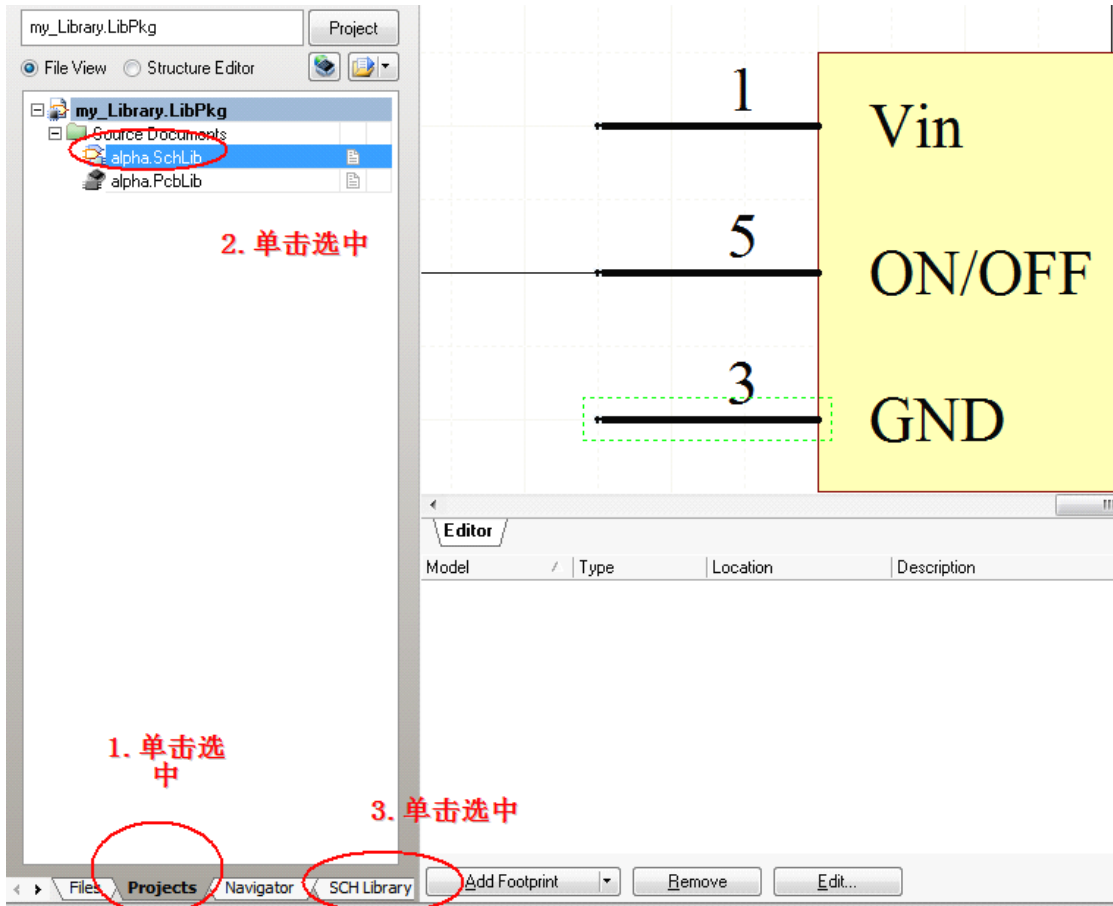 my_Library.LibPkg
Project
File View
Structure Editor
my_Library.LibPkg
Source Documents
alpha.SchLib
alpha.PcbLib
2. 单击选中
1. 单击选
中
3. 单击选中
Files
Projects
Navigator
SCH Library
1
Vin
5
ON/OFF
3
GND
Editor
Model
Type
Location
Description
Add Footprint
Remove
Edit...